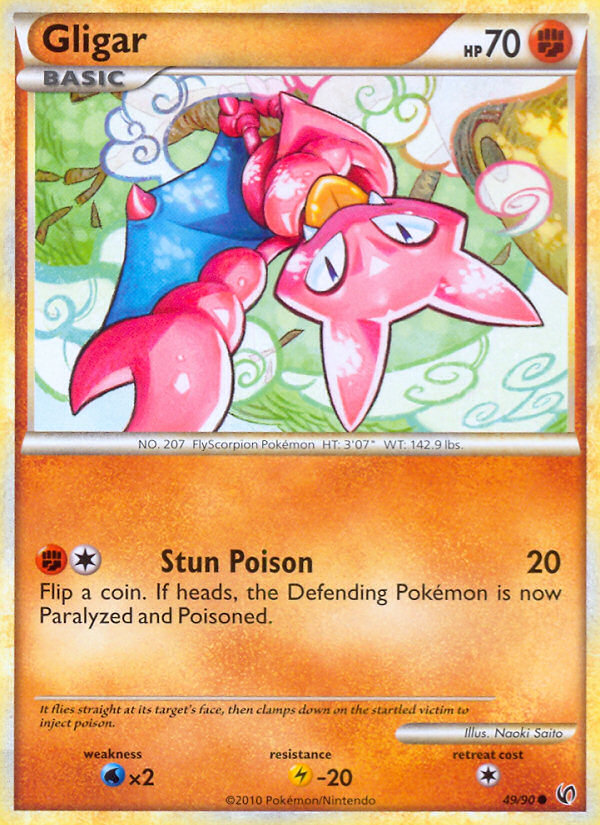 Gligar
HP 70
BASIC
NO. 207 FlyScorpion Pokémon HT: 3'07" WT: 142.9 lbs.
Stun Poison 20
Flip a coin. If heads, the Defending Pokémon is now
Paralyzed and Poisoned.
It flies straight at its target's face, then clamps down on the startled victim to
inject poison.
Illus. Naoki Saito
weakness resistance retreat cost
×2 -20
©2010 Pokémon/Nintendo 49/90